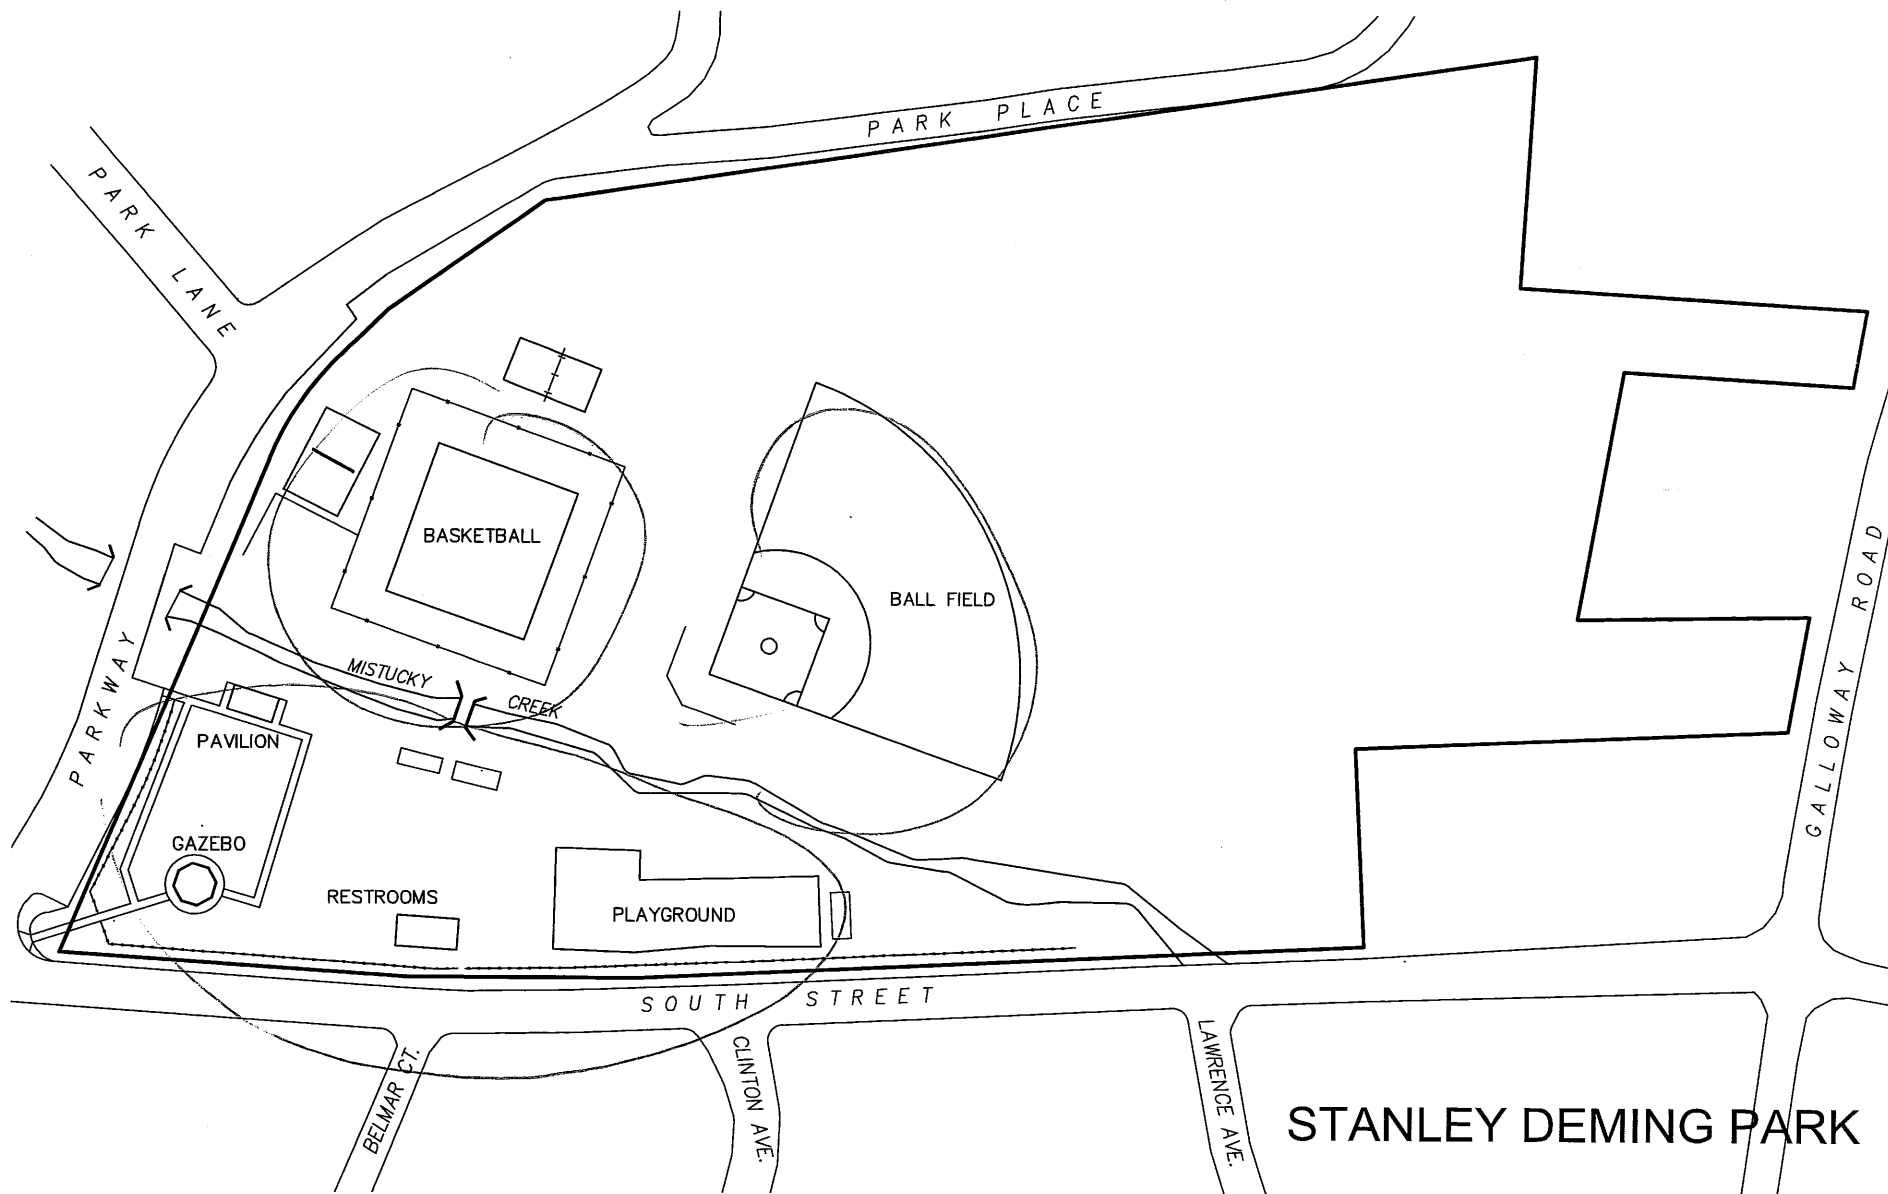 PARK PLACE
PARK LANE
BASKETBALL
BALL FIELD
MISTUCKY
CREEK
PARKWAY
PAVILION
GAZEBO
RESTROOMS
PLAYGROUND
GALLOWAY ROAD
SOUTH STREET
BELMAR CT.
CLINTON AVE.
LAWRENCE AVE.
STANLEY DEMING PARK